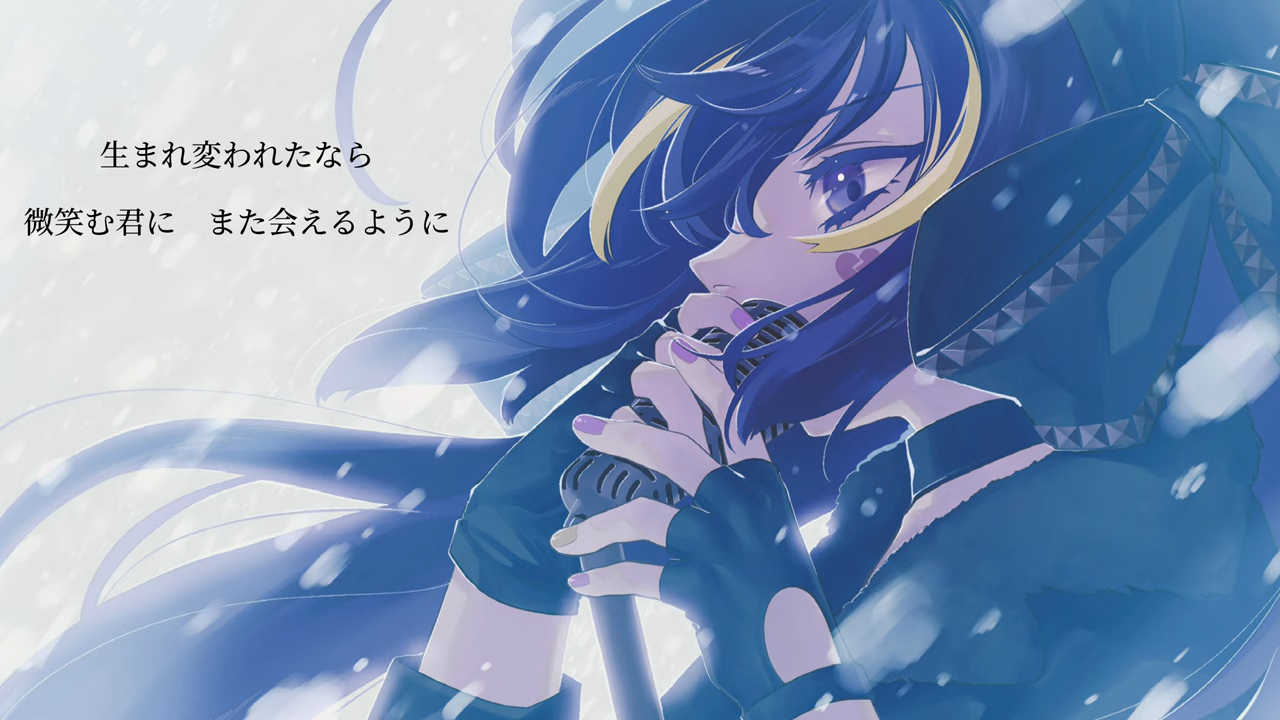 生まれ変われたなら
微笑む君に　また会えるように